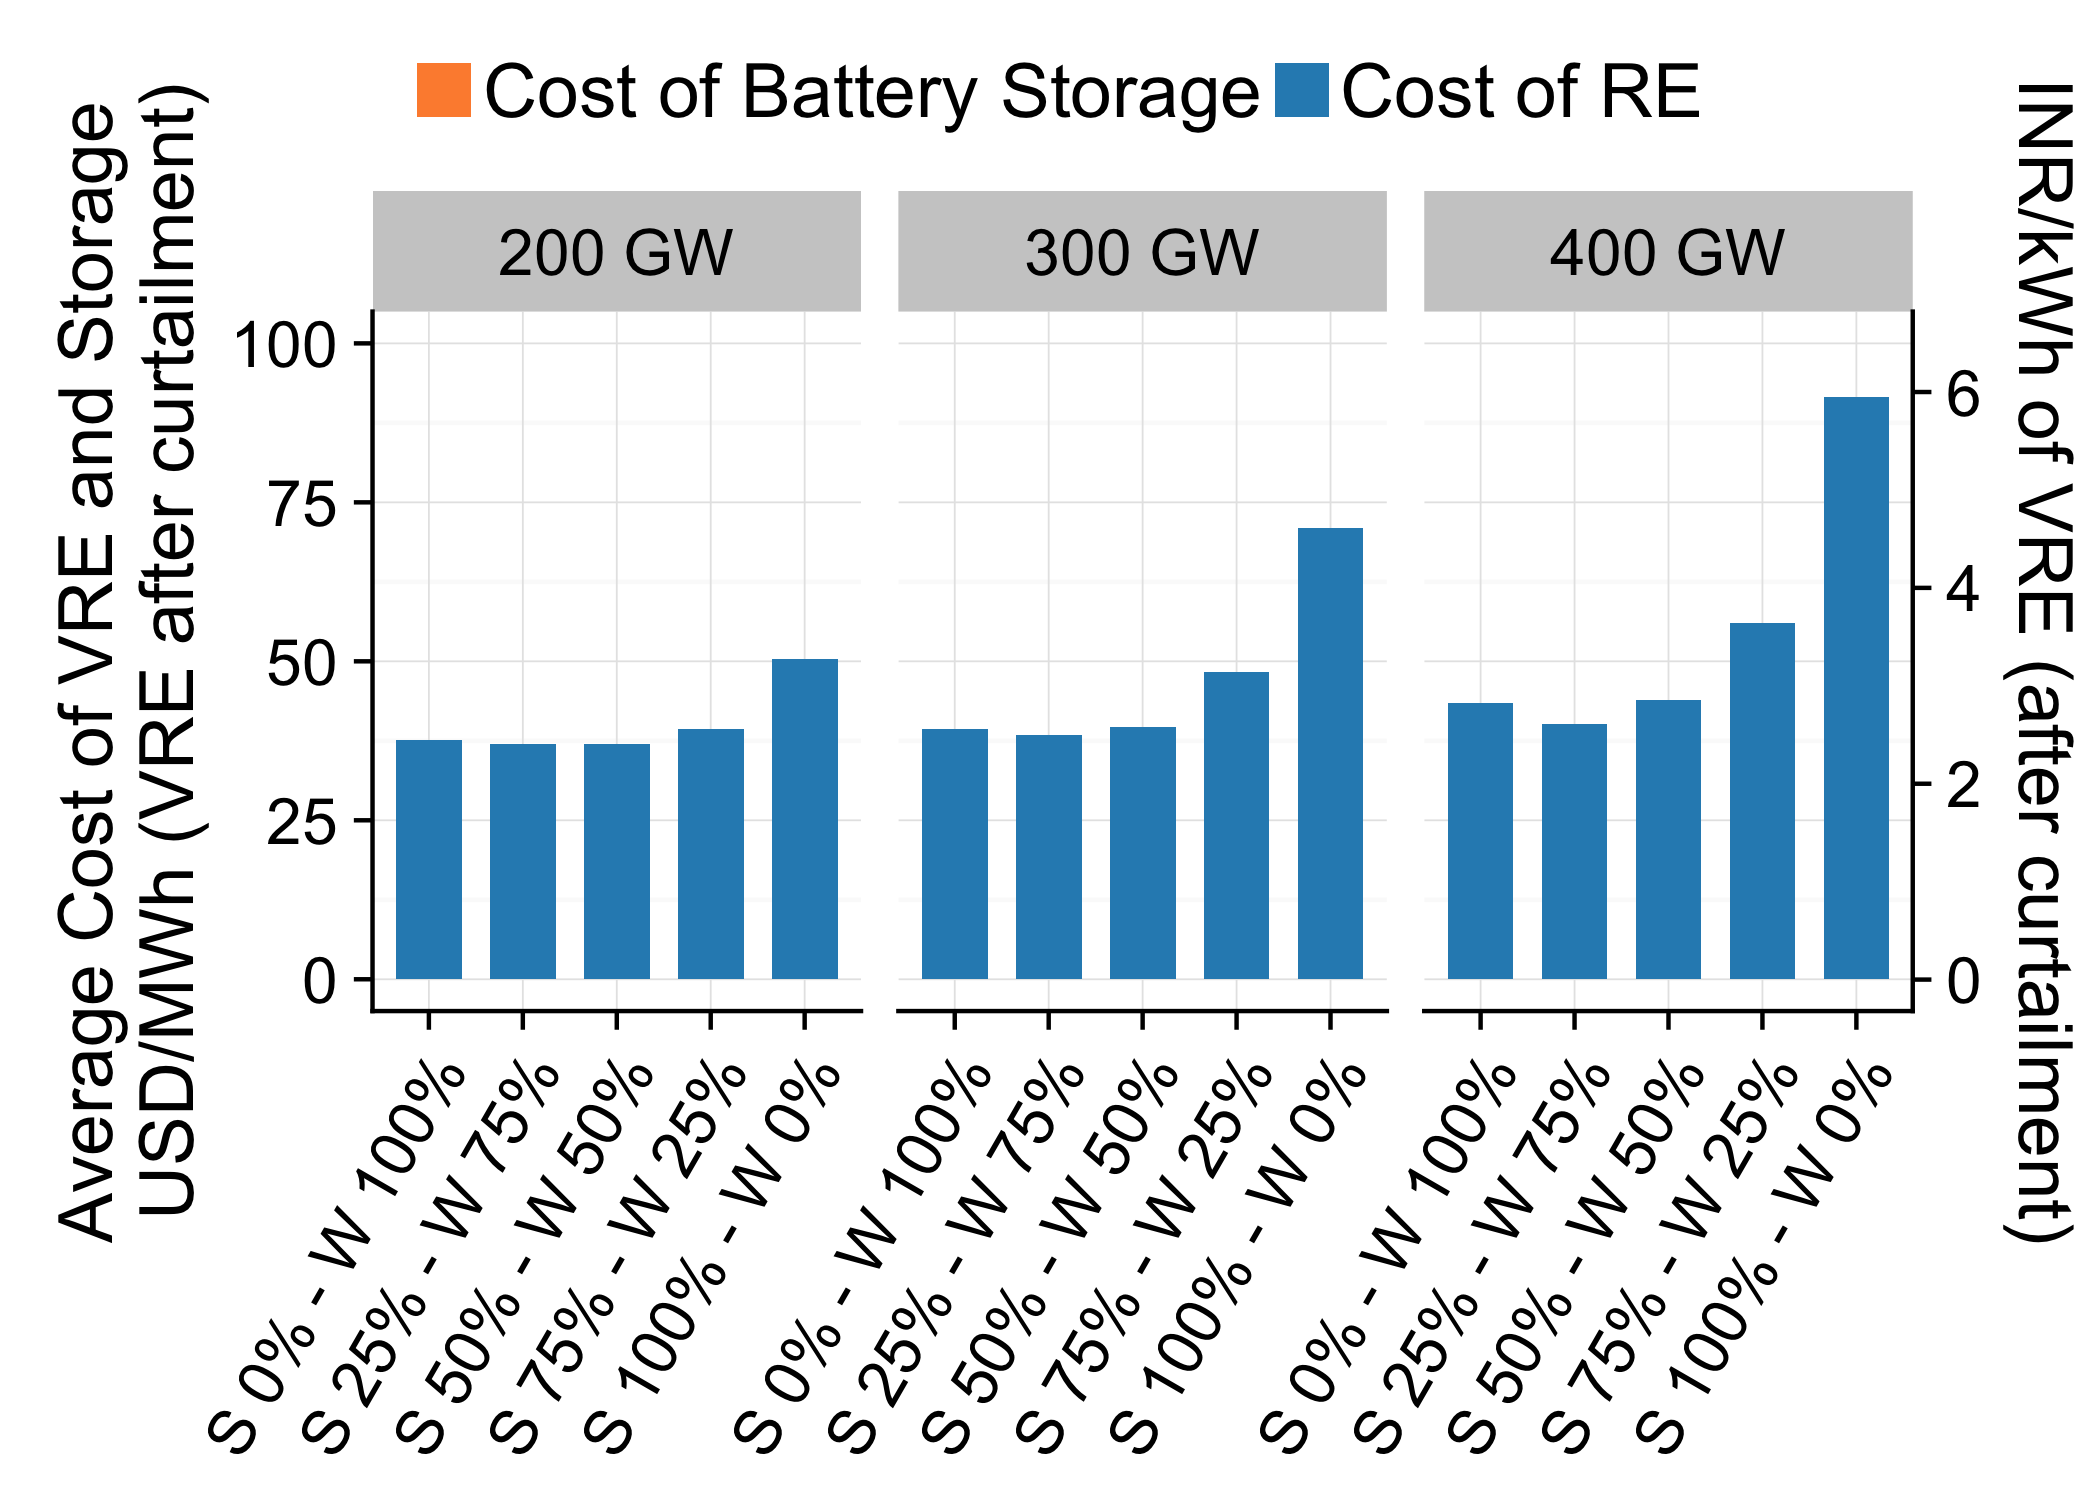 Cost of Battery Storage Cost of RE
Average Cost of VRE and Storage
USD/MWh (VRE after curtailment)
200 GW
300 GW
400 GW
100
75
50
25
0
6
4
2
0
INR/kWh of VRE (after curtailment)
S 0% - W 100%
S 25% - W 75%
S 50% - W 50%
S 75% - W 25%
S 100% - W 0%
S 0% - W 100%
S 25% - W 75%
S 50% - W 50%
S 75% - W 25%
S 100% - W 0%
S 0% - W 100%
S 25% - W 75%
S 50% - W 50%
S 75% - W 25%
S 100% - W 0%